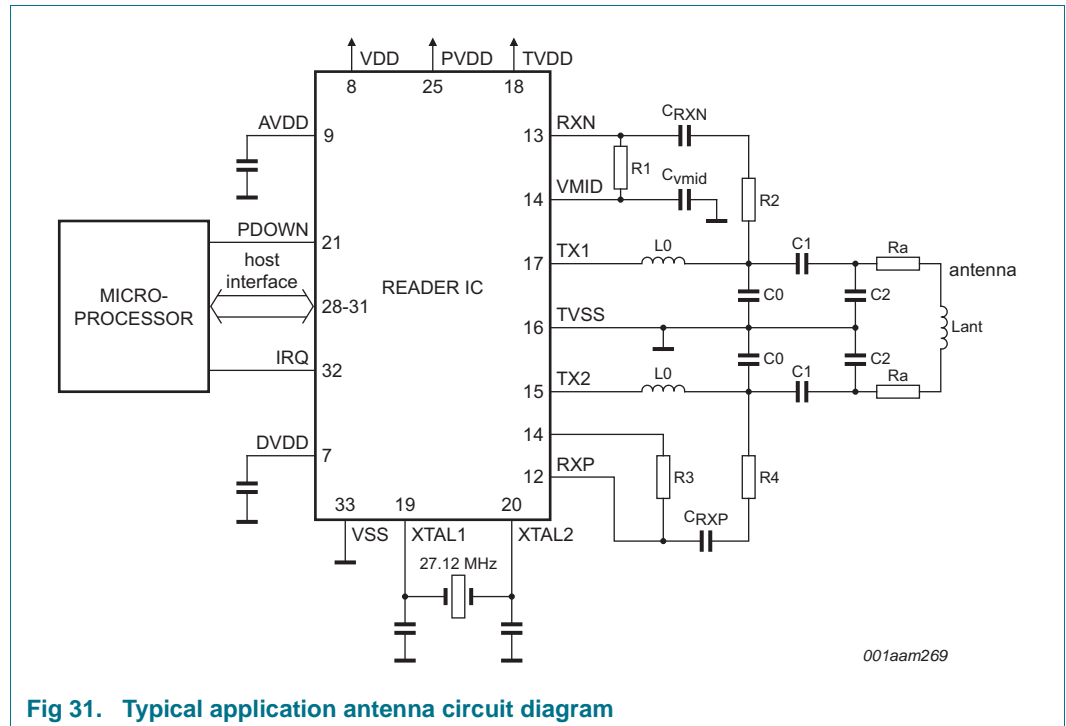 VDD
PVDD
TVDD
8
25
18
AVDD
9
13
RXN
CRXN
R1
VMID
14
Cvmid
R2
PDOWN
21
host
interface
MICRO-
PROCESSOR
28-31
READER IC
TX1
17
L0
C1
Ra
antenna
C0
C2
TVSS
16
Lant
IRQ
32
C0
C2
TX2
15
L0
C1
Ra
14
DVDD
7
RXP
12
R3
R4
CRXP
33
19
20
VSS
XTAL1
XTAL2
27.12 MHz
001aam269
Fig 31. Typical application antenna circuit diagram